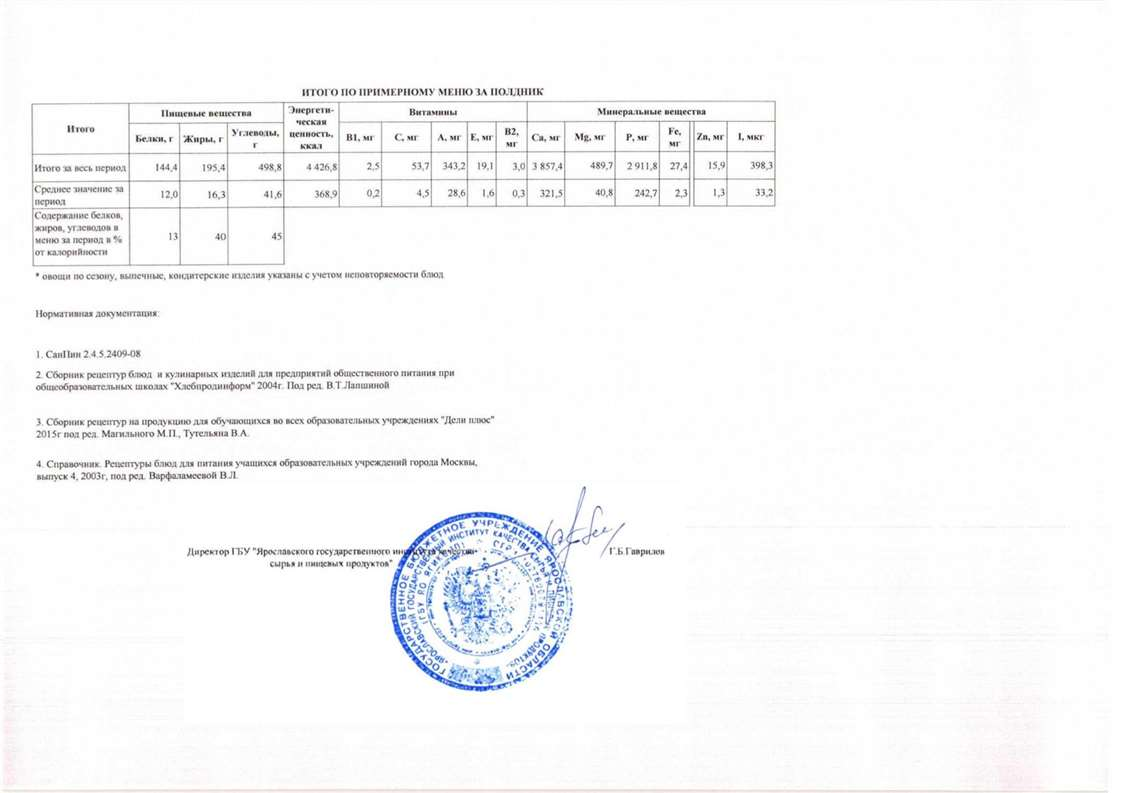 ИТОГО ПО ПРИМЕРНОМУ МЕНЮ ЗА ПОЛДНИК
Итого Пищевые вещества Энергети-ческая ценность, ккал Витамины Минеральные вещества
Белки, г Жиры, г Углеводы, г В1, мг С, мг А, мг Е, мг В2, мг Са, мг Mg, мг Р, мг Fe, мг Zn, мг I, мкг
Итого за весь период 144,4 195,4 498,8 4 426,8 2,5 53,7 343,2 19,1 3,0 3 857,4 489,7 2 911,8 27,4 15,9 398,3
Среднее значение за период 12,0 16,3 41,6 368,9 0,2 4,5 28,6 1,6 0,3 321,5 40,8 242,7 2,3 1,3 33,2
Содержание белков, жиров, углеводов в меню за период в % от калорийности 13 40 45
* овощи по сезону, выпечные, кондитерские изделия указаны с учетом неповторяемости блюд
Нормативная документация:
1. СанПин 2.4.5.2409-08
2. Сборник рецептур блюд и кулинарных изделий для предприятий общественного питания при
общеобразовательных школах "Хлебпродинформ" 2004г. Под ред. В.Т.Лапшиной
3. Сборник рецептур на продукцию для обучающихся во всех образовательных учреждениях "Дели плюс"
2015г под ред. Магильного М.П., Тутельяна В.А.
4. Справочник. Рецептуры блюд для питания учащихся образовательных учреждений города Москвы,
выпуск 4, 2003г, под ред. Варфаламеевой В.Л.
Директор ГБУ "Ярославского государственного института качества Г.Б.Гаврилов
сырья и пищевых продуктов"
ГОСУДАРСТВЕННОЕ БЮДЖЕТНОЕ УЧРЕЖДЕНИЕ ЯРОСЛАВСКОЙ ОБЛАСТИ
ЯРОСЛАВСКИЙ ГОСУДАРСТВЕННЫЙ ИНСТИТУТ КАЧЕСТВА СЫРЬЯ И